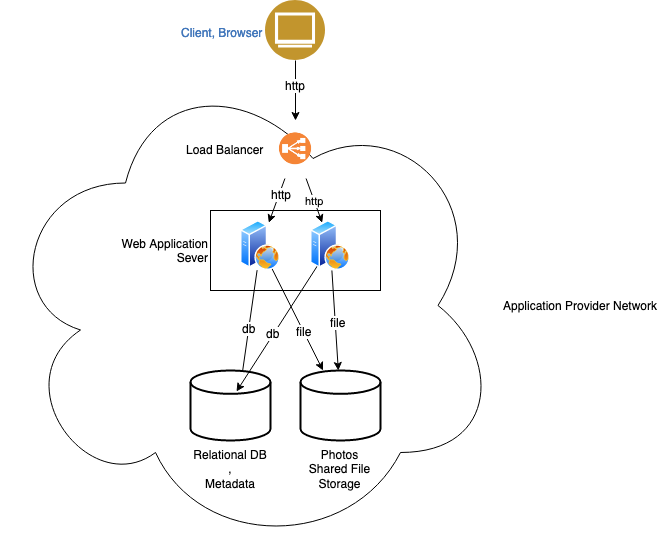 Client, Browser
http
Load Balancer
http
http
Web Application
Sever
Application Provider Network
db
db
file
file
Relational DB
,
Metadata
Photos
Shared File
Storage